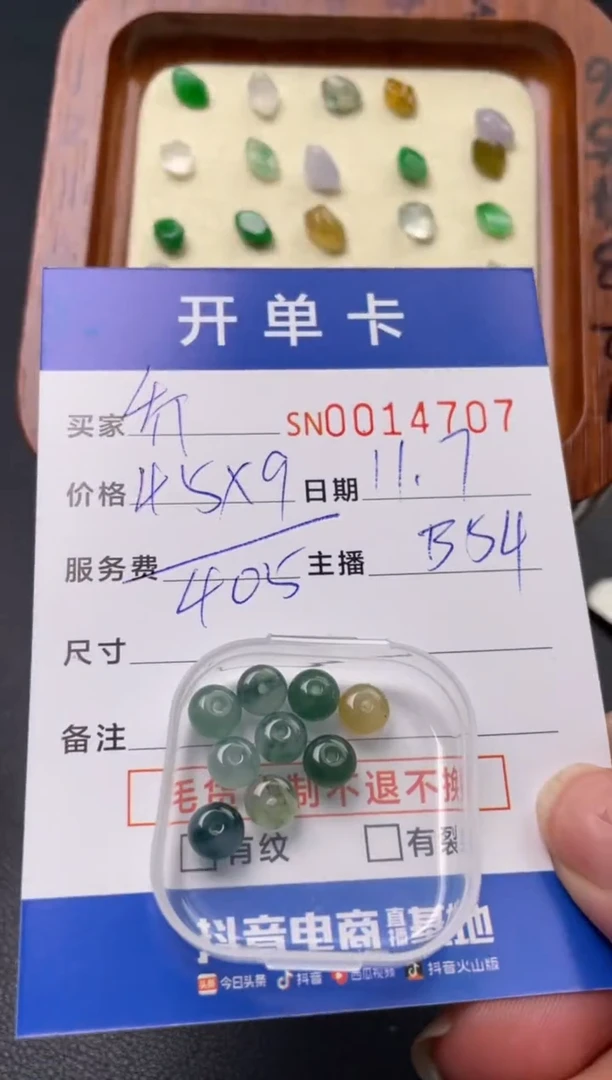 开单卡
买家 SN0014707
价格 45X9 日期 11.7
服务费 405 主播 B54
尺寸
备注
毛货 制不退不换
有纹 有裂
抖音电商直播基地
头条 今日头条 抖音 西瓜视频 抖音火山版